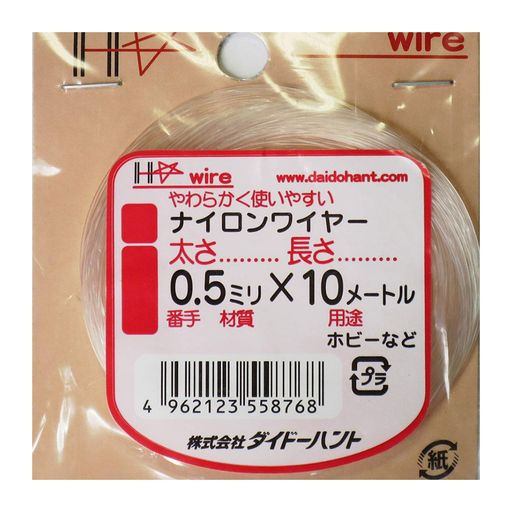 H☆
wire
H☆ wire www.daidohant.com
やわらかく使いやすい
ナイロンワイヤー
太さ......... 長さ.........
0.5ミリ×10メートル
番手 材質 用途
ホビーなど
プラ
4 962123 558768
株式会社 ダイドーハント
紙